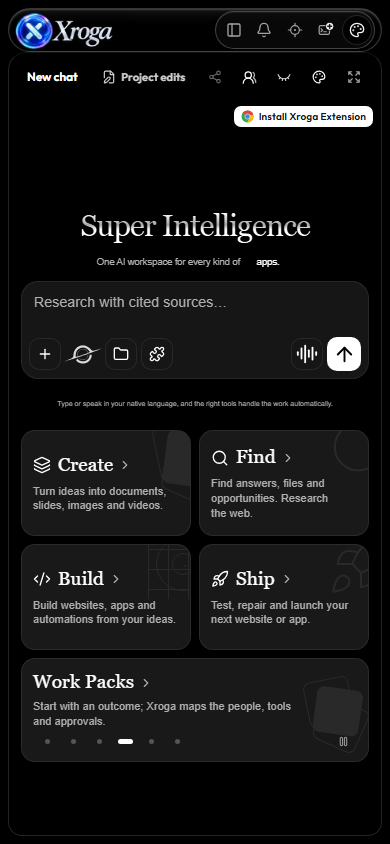 Xroga
New chat
Project edits
Install Xroga Extension
Super Intelligence
One AI workspace for every kind of apps.
Research with cited sources...
Type or speak in your native language, and the right tools handle the work automatically.
Create
Turn ideas into documents,
slides, images and videos.
Find
Find answers, files and
opportunities. Research
the web.
Build
Build websites, apps and
automations from your ideas.
Ship
Test, repair and launch your
next website or app.
Work Packs
Start with an outcome; Xroga maps the people, tools
and approvals.